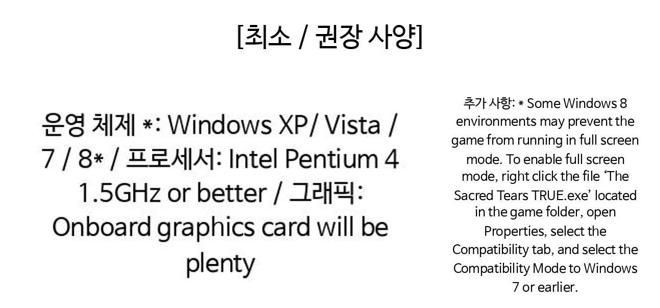 [최소 / 권장 사양]
운영 체제 *: Windows XP/ Vista /
7 / 8* / 프로세서: Intel Pentium 4
1.5GHz or better / 그래픽:
Onboard graphics card will be
plenty
추가 사항: * Some Windows 8
environments may prevent the
game from running in full screen
mode. To enable full screen
mode, right click the file ‘The
Sacred Tears TRUE.exe’ located
in the game folder, open
Properties, select the
Compatibility tab, and select the
Compatibility Mode to Windows
7 or earlier.